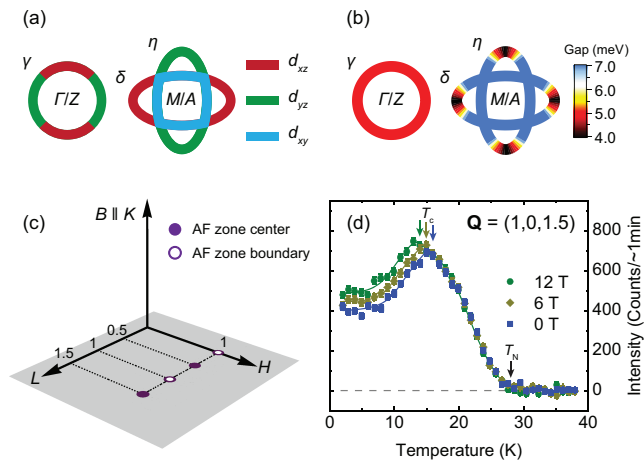 (a)
γ
Γ/Z
δ
η
M/A
d_xz
d_yz
d_xy
(b)
γ
Γ/Z
δ
η
M/A
Gap (meV)
7.0
6.0
5.0
4.0
(c)
B ∥ K
AF zone center
AF zone boundary
0.5
1
1.5
1
L
H
(d)
T_c
Q = (1,0,1.5)
12 T
6 T
0 T
T_N
800
600
400
200
0
Intensity (Counts/~1min)
0 10 20 30 40
Temperature (K)